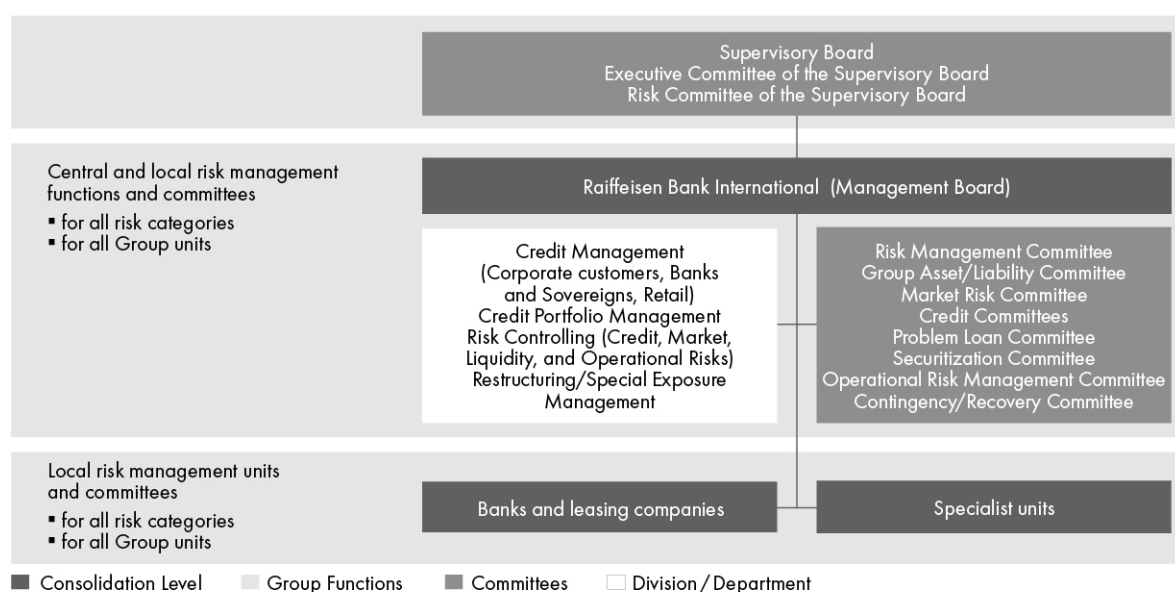 Supervisory Board
Executive Committee of the Supervisory Board
Risk Committee of the Supervisory Board
Central and local risk management
functions and committees
▪ for all risk categories
▪ for all Group units
Raiffeisen Bank International (Management Board)
Credit Management
(Corporate customers, Banks
and Sovereigns, Retail)
Credit Portfolio Management
Risk Controlling (Credit, Market,
Liquidity, and Operational Risks)
Restructuring/Special Exposure
Management
Risk Management Committee
Group Asset/Liability Committee
Market Risk Committee
Credit Committees
Problem Loan Committee
Securitization Committee
Operational Risk Management Committee
Contingency/Recovery Committee
Local risk management units
and committees
▪ for all risk categories
▪ for all Group units
Banks and leasing companies
Specialist units
Consolidation Level
Group Functions
Committees
Division/Department